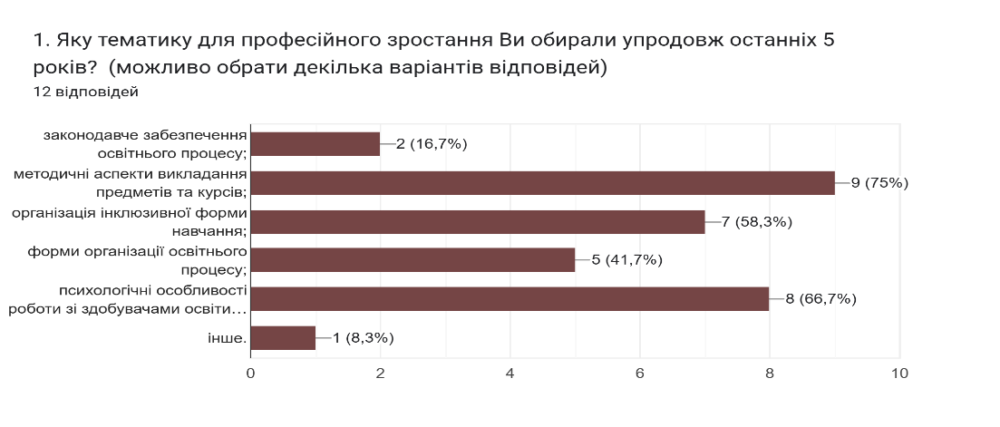 1. Яку тематику для професійного зростання Ви обирали упродовж останніх 5
років?  (можливо обрати декілька варіантів відповідей)
12 відповідей
законодавче забезпечення
освітнього процесу;
2 (16,7%)
методичні аспекти викладання
предметів та курсів;
9 (75%)
організація інклюзивної форми
навчання;
7 (58,3%)
форми організації освітнього
процесу;
5 (41,7%)
психологічні особливості
роботи зі здобувачами освіти…
8 (66,7%)
інше.
1 (8,3%)
0 2 4 6 8 10